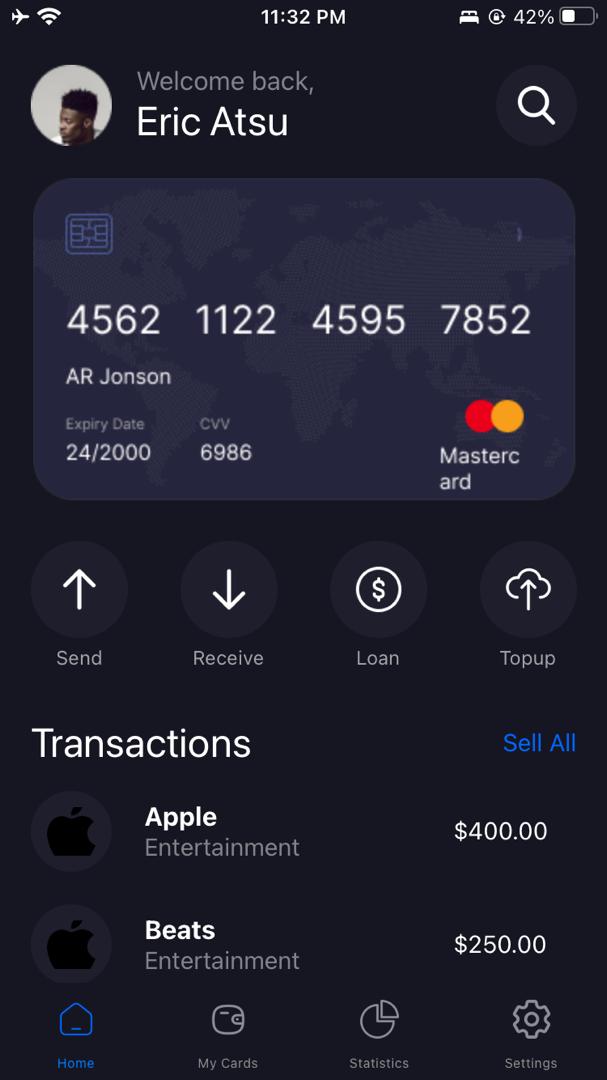 11:32 PM 42%
Welcome back,
Eric Atsu
4562 1122 4595 7852
AR Jonson
Expiry Date CVV
24/2000 6986
Masterc
ard
Send Receive Loan Topup
Transactions Sell All
Apple
Entertainment
$400.00
Beats
Entertainment
$250.00
Home My Cards Statistics Settings